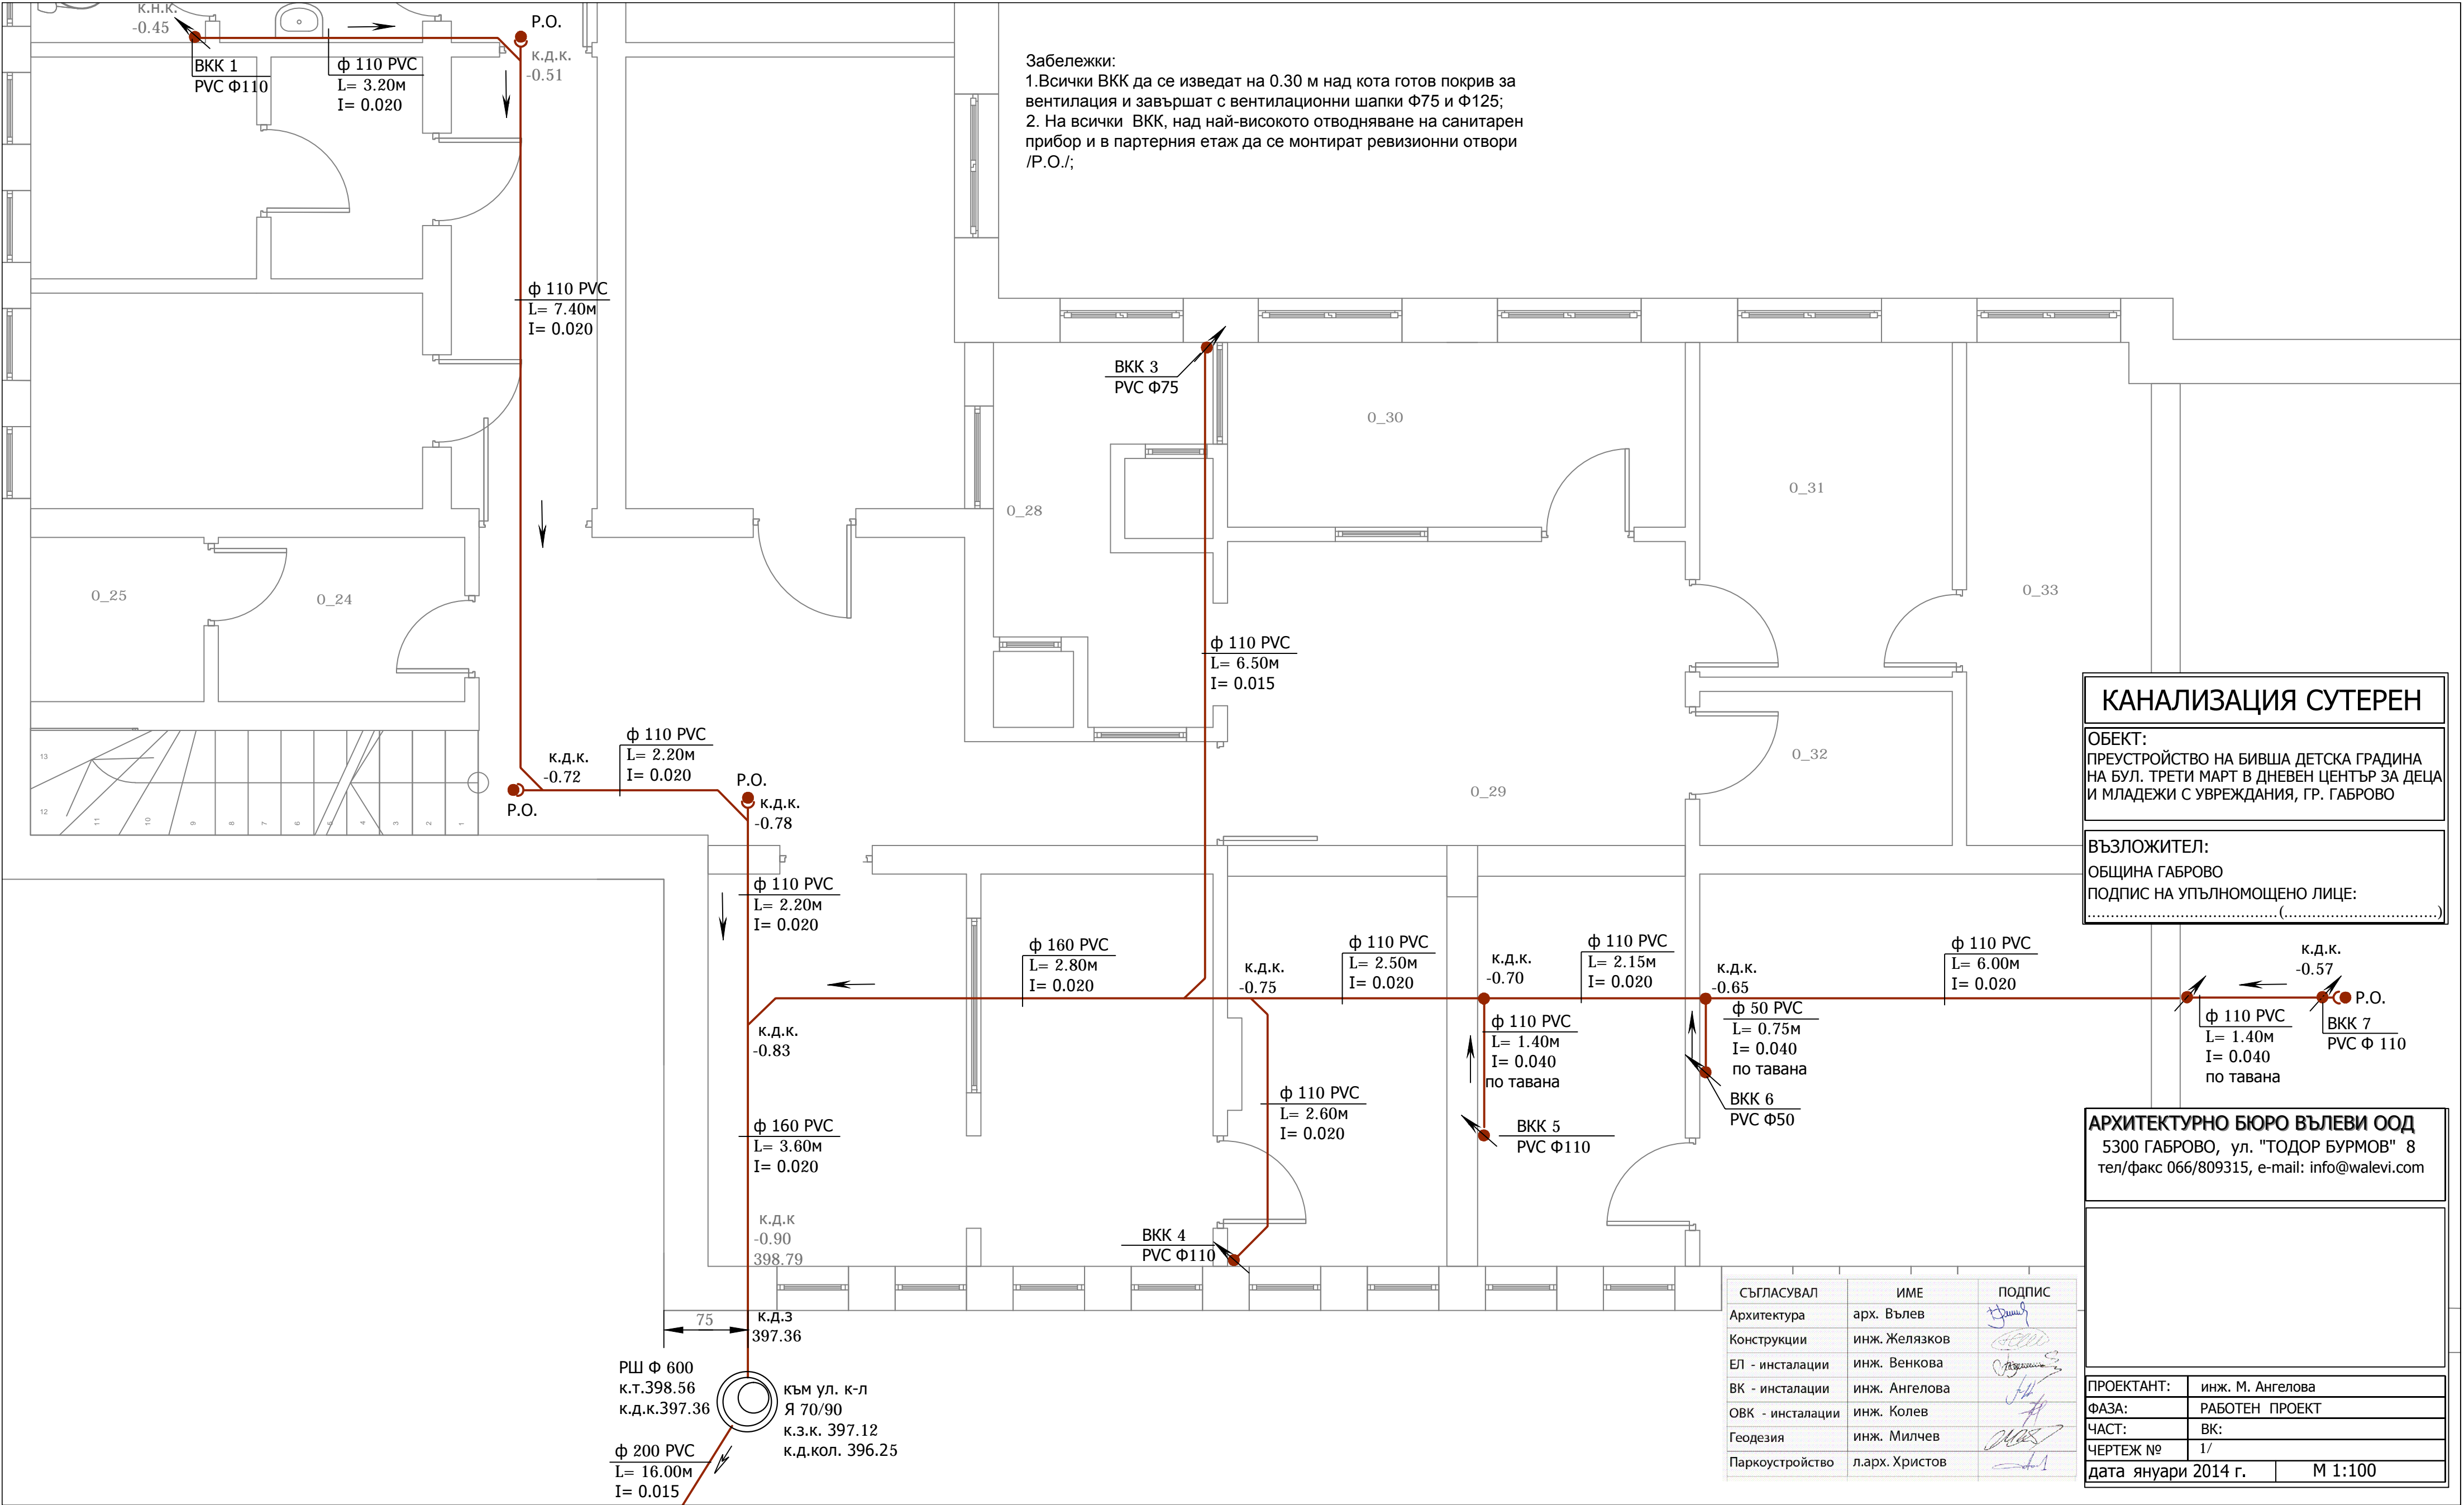 к.н.к.
-0.45
ВКК 1
PVC Ф110
ф 110 PVC
L= 3.20м
I= 0.020
Р.О.
к.д.к.
-0.51
Забележки:
1.Всички ВКК да се изведат на 0.30 м над кота готов покрив за
вентилация и завършат с вентилационни шапки Ф75 и Ф125;
2. На всички ВКК, над най-високото отводняване на санитарен
прибор и в партерния етаж да се монтират ревизионни отвори
/Р.О./;
ф 110 PVC
L= 7.40м
I= 0.020
ВКК 3
PVC Ф75
0_30
0_31
0_28
0_25
0_24
0_33
ф 110 PVC
L= 6.50м
I= 0.015
13
12
11
10
9
8
7
6
5
4
3
2
1
к.д.к.
-0.72
Р.О.
ф 110 PVC
L= 2.20м
I= 0.020
Р.О.
к.д.к.
-0.78
0_29
0_32
ф 110 PVC
L= 2.20м
I= 0.020
ф 160 PVC
L= 2.80м
I= 0.020
к.д.к.
-0.75
ф 110 PVC
L= 2.50м
I= 0.020
к.д.к.
-0.70
ф 110 PVC
L= 2.15м
I= 0.020
к.д.к.
-0.65
ф 110 PVC
L= 6.00м
I= 0.020
к.д.к.
-0.57
Р.О.
ф 110 PVC
L= 1.40м
I= 0.040
по тавана
ВКК 7
PVC Ф 110
к.д.к.
-0.83
ф 110 PVC
L= 1.40м
I= 0.040
по тавана
ф 50 PVC
L= 0.75м
I= 0.040
по тавана
ВКК 6
PVC Ф50
ВКК 5
PVC Ф110
ф 110 PVC
L= 2.60м
I= 0.020
ф 160 PVC
L= 3.60м
I= 0.020
к.д.к
-0.90
398.79
ВКК 4
PVC Ф110
75
к.д.з
397.36
РШ Ф 600
к.т.398.56
к.д.к.397.36
към ул. к-л
Я 70/90
к.з.к. 397.12
к.д.кол. 396.25
ф 200 PVC
L= 16.00м
I= 0.015
КАНАЛИЗАЦИЯ СУТЕРЕН
ОБЕКТ:
ПРЕУСТРОЙСТВО НА БИВША ДЕТСКА ГРАДИНА
НА БУЛ. ТРЕТИ МАРТ В ДНЕВЕН ЦЕНТЪР ЗА ДЕЦА
И МЛАДЕЖИ С УВРЕЖДАНИЯ, ГР. ГАБРОВО
ВЪЗЛОЖИТЕЛ:
ОБЩИНА ГАБРОВО
ПОДПИС НА УПЪЛНОМОЩЕНО ЛИЦЕ:
........................................(................................)
АРХИТЕКТУРНО БЮРО ВЪЛЕВИ ООД
5300 ГАБРОВО, ул. "ТОДОР БУРМОВ" 8
тел/факс 066/809315, e-mail: info@walevi.com
СЪГЛАСУВАЛ ИМЕ ПОДПИС
Архитектура арх. Вълев
Конструкции инж. Желязков
ЕЛ - инсталации инж. Венкова
ВК - инсталации инж. Ангелова
ОВК - инсталации инж. Колев
Геодезия инж. Милчев
Паркоустройство л.арх. Христов
ПРОЕКТАНТ: инж. М. Ангелова
ФАЗА: РАБОТЕН ПРОЕКТ
ЧАСТ: ВК:
ЧЕРТЕЖ № 1/
дата януари 2014 г. М 1:100